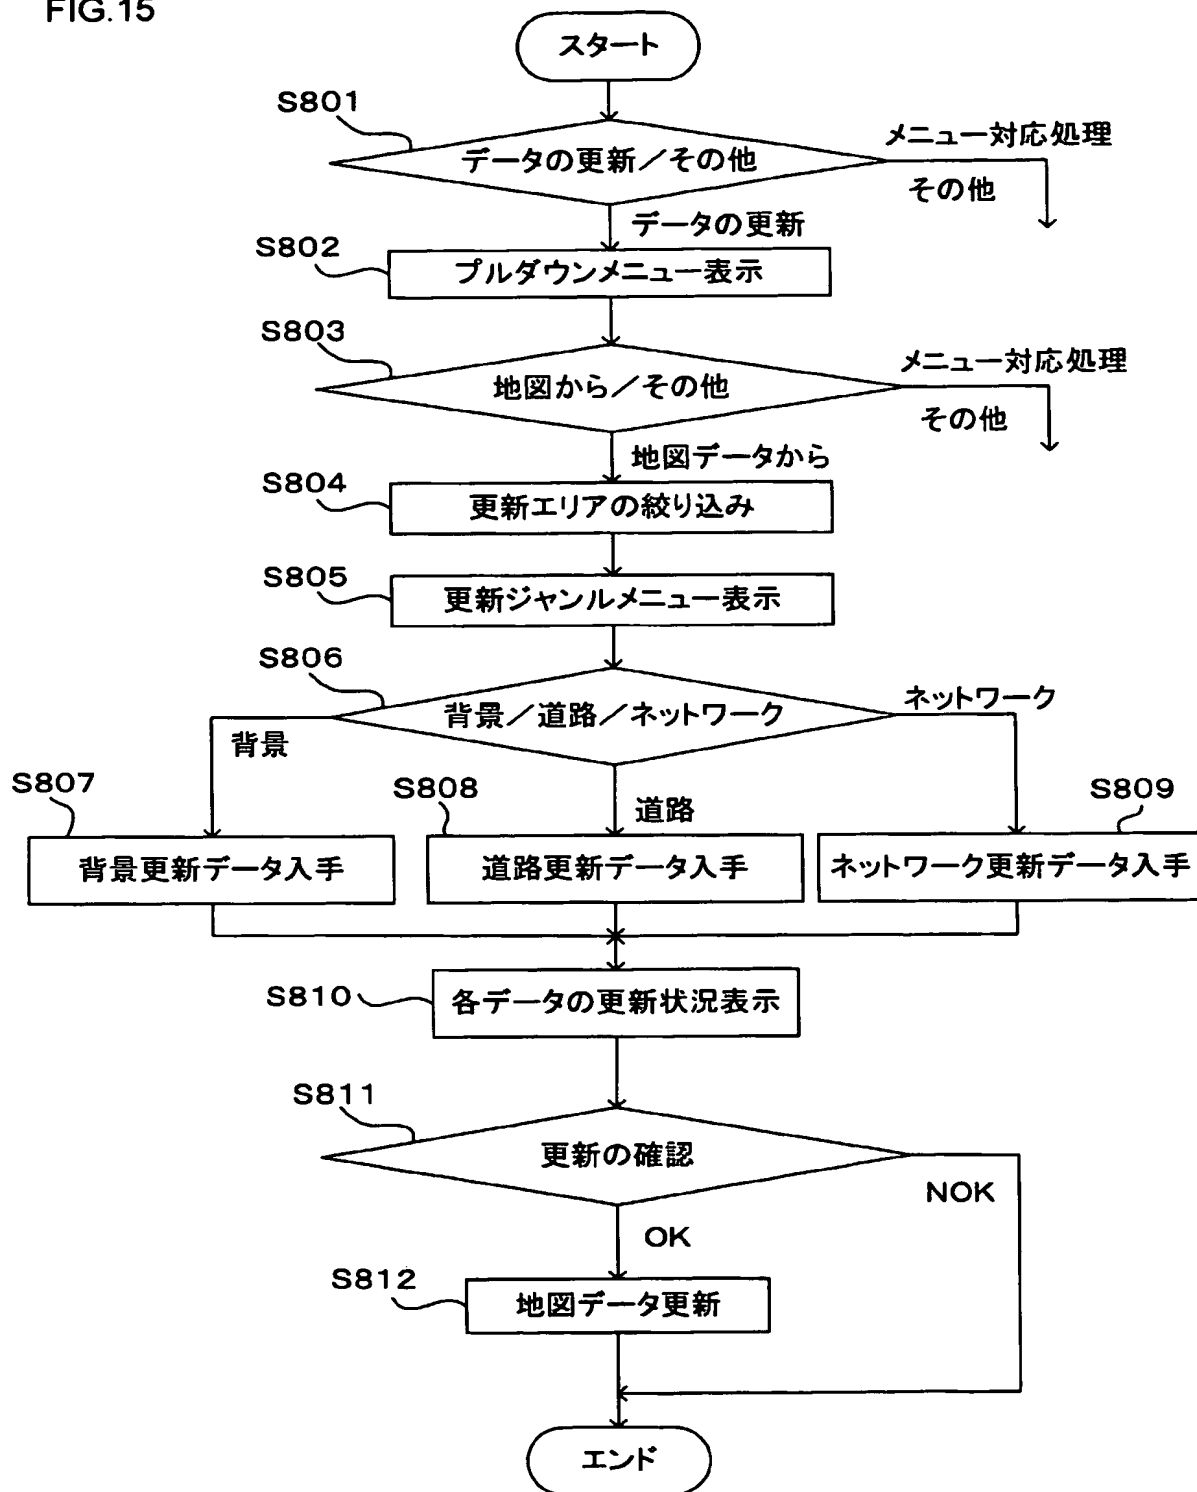 FIG.15
スタート
S801
データの更新／その他
メニュー対応処理
その他
データの更新
S802
プルダウンメニュー表示
S803
地図から／その他
メニュー対応処理
その他
地図データから
S804
更新エリアの絞り込み
S805
更新ジャンルメニュー表示
S806
背景／道路／ネットワーク
ネットワーク
背景
S807
S808
道路
S809
背景更新データ入手
道路更新データ入手
ネットワーク更新データ入手
S810
各データの更新状況表示
S811
更新の確認
NOK
OK
S812
地図データ更新
エンド